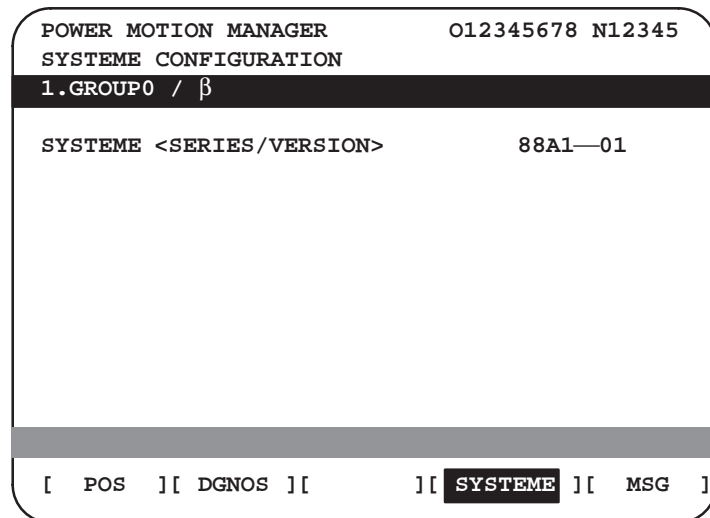 POWER MOTION MANAGER O12345678 N12345
SYSTEME CONFIGURATION
1.GROUP0 / β
SYSTEME <SERIES/VERSION> 88A1—01
[ POS ][ DGNOS ][ ][ SYSTEME ][ MSG ]